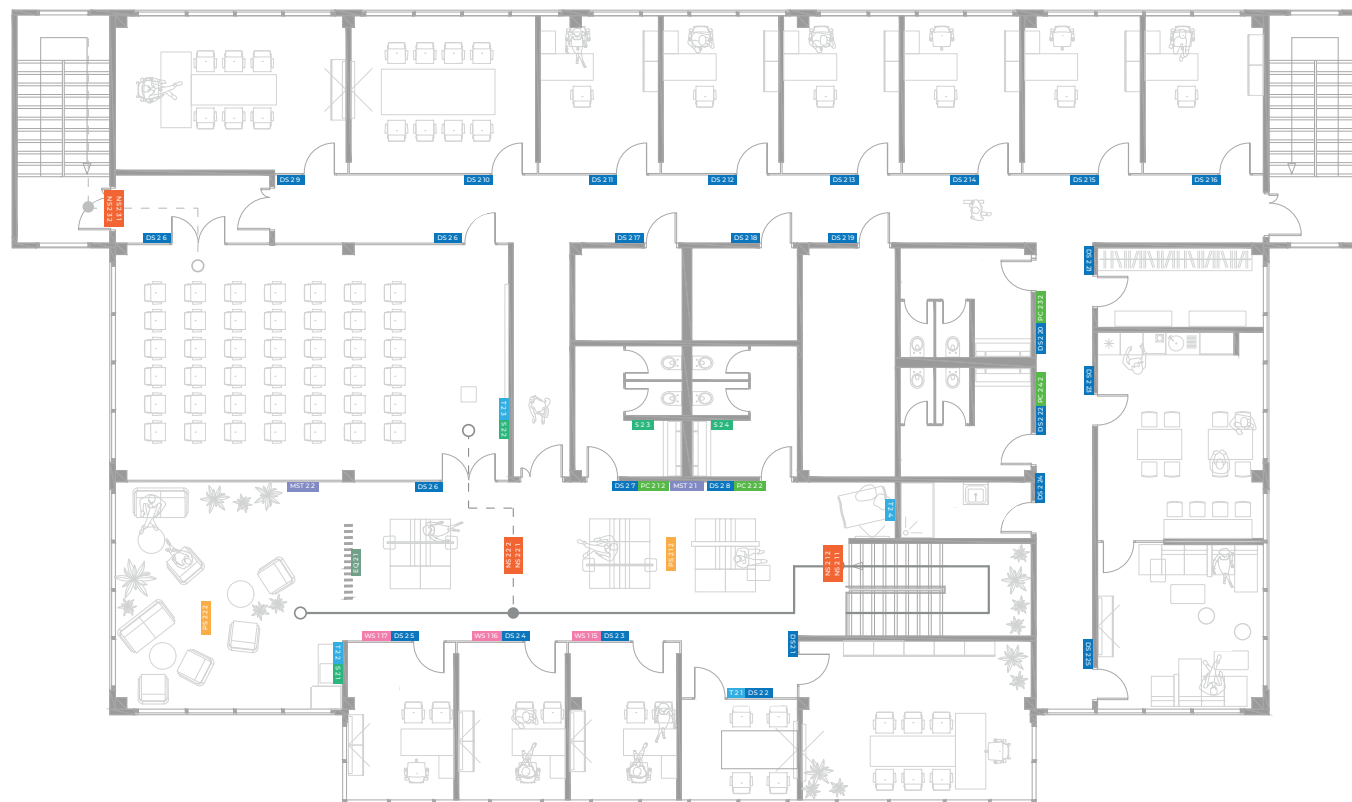 DS 2 9
DS 2 10
DS 2 11
DS 2 12
DS 2 13
DS 2 14
DS 2 15
DS 2 16
NS 2 3 1
NS 2 3 2
DS 2 6
DS 2 6
DS 2 17
DS 2 18
DS 2 19
DS 2 21
PC 2 3 2
DS 2 20
DS 2 23
PC 2 4 2
DS 2 22
T 2 3
S 2 2
S 2 3
S 2 4
MST 2 2
DS 2 6
DS 2 7
PC 2 1 2
MST 2 1
DS 2 8
PC 2 2 2
DS 2 24
T 2 4
EQ 2 1
NS 2 2 2
NS 2 2 1
PS 2 1 2
NS 2 1 2
NS 2 1 1
PS 2 2 2
WS 1 17
DS 2 5
WS 1 16
DS 2 4
WS 1 15
DS 2 3
DS 2 1
DS 2 25
T 2 2
S 2 1
T 2 1
DS 2 2